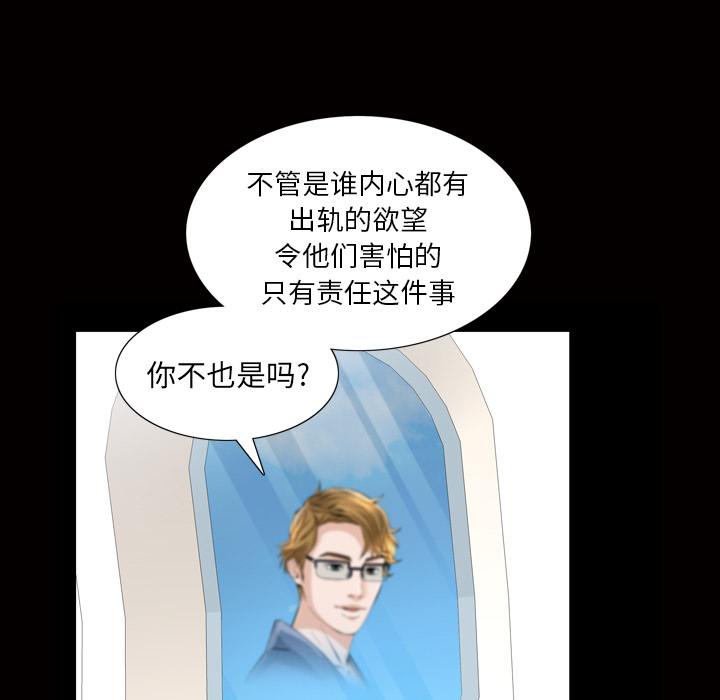 不管是谁内心都有
出轨的欲望
令他们害怕的
只有责任这件事
你不也是吗?